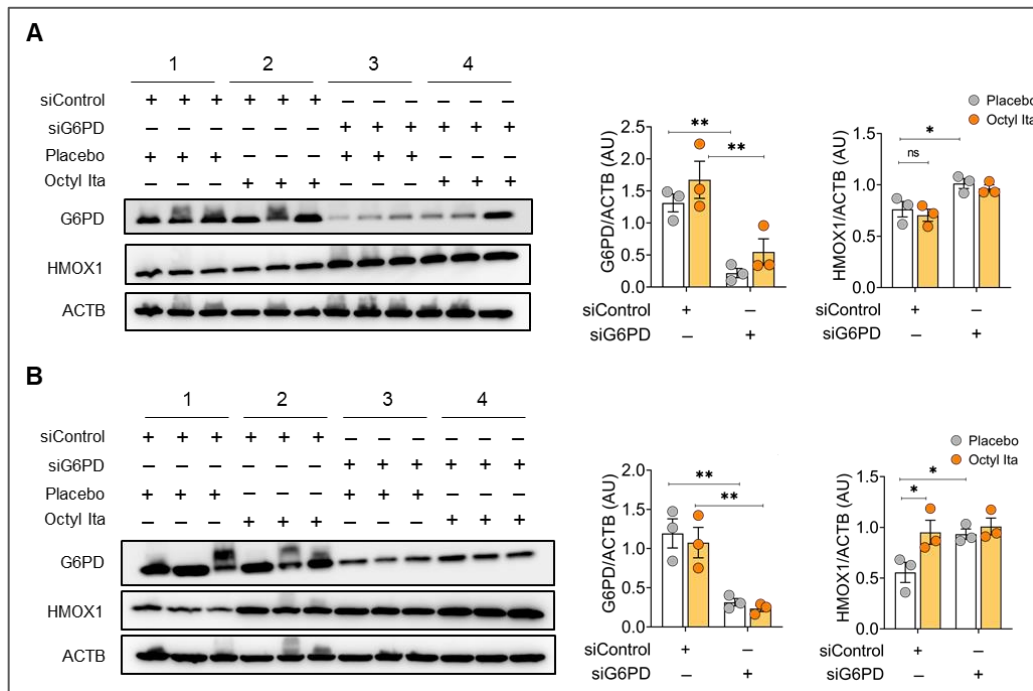 A
1 2 3 4
siControl + + + + + + – – – – – –
siG6PD – – – – – – + + + + + +
Placebo + + + – – – + + + – – –
Octyl Ita – – – + + + – – – + + +
G6PD
HMOX1
ACTB
G6PD/ACTB (AU)
2.5
2.0
1.5
1.0
0.5
0.0
** **
siControl + –
siG6PD – +
HMOX1/ACTB (AU)
1.5
1.0
0.5
0.0
Placebo
Octyl Ita
*
ns
siControl + –
siG6PD – +
B
1 2 3 4
siControl + + + + + + – – – – – –
siG6PD – – – – – – + + + + + +
Placebo + + + – – – + + + – – –
Octyl Ita – – – + + + – – – + + +
G6PD
HMOX1
ACTB
G6PD/ACTB (AU)
2.0
1.5
1.0
0.5
0.0
** **
siControl + –
siG6PD – +
HMOX1/ACTB (AU)
1.5
1.0
0.5
0.0
Placebo
Octyl Ita
* *
siControl + –
siG6PD – +